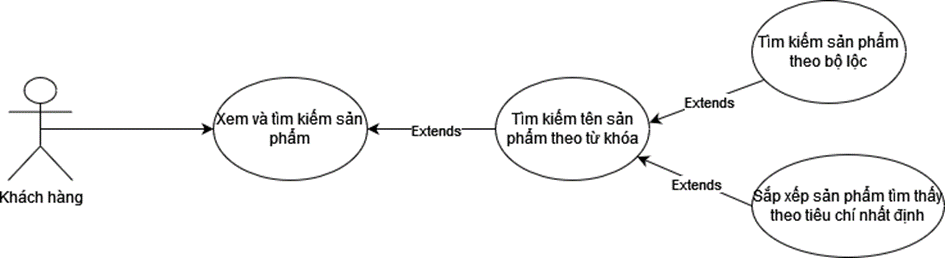 Khách hàng
Xem và tìm kiếm sản
phẩm
Extends
Tìm kiếm tên sản
phẩm theo từ khóa
Extends
Tìm kiếm sản phẩm
theo bộ lộc
Extends
Sắp xếp sản phẩm tìm thấy
theo tiêu chí nhất định